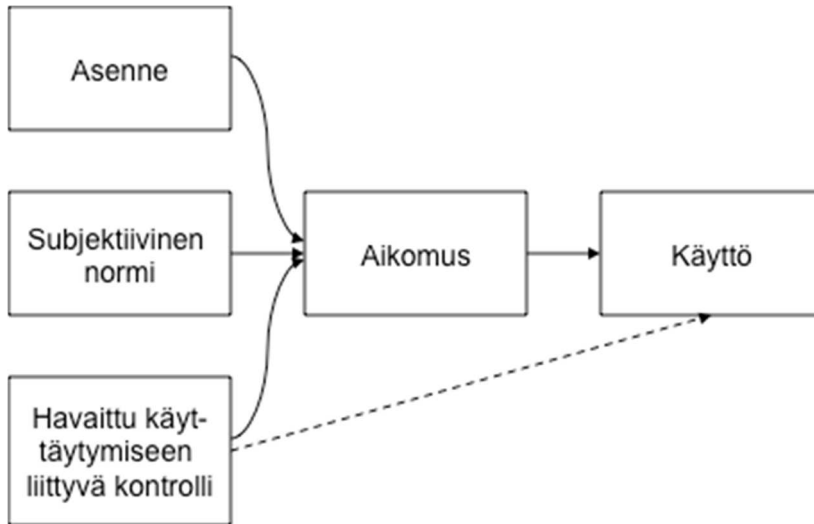 Asenne
Subjektiivinen
normi
Aikomus
Käyttö
Havaittu käyt-
täytymiseen
liittyvä kontrolli